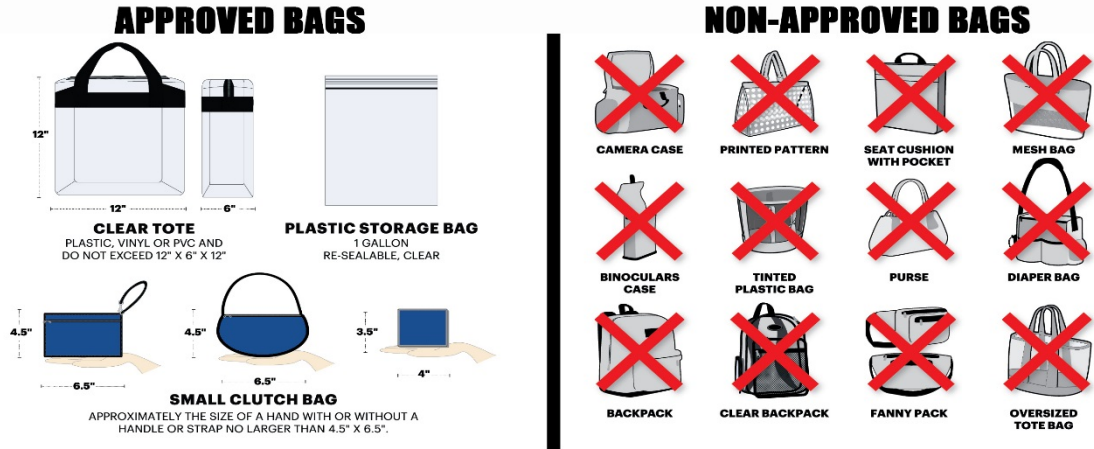 APPROVED BAGS
12"
12"
6"
CLEAR TOTE
PLASTIC, VINYL OR PVC AND
DO NOT EXCEED 12" X 6" X 12"
PLASTIC STORAGE BAG
1 GALLON
RE-SEALABLE, CLEAR
4.5"
6.5"
4.5"
6.5"
3.5"
4"
SMALL CLUTCH BAG
APPROXIMATELY THE SIZE OF A HAND WITH OR WITHOUT A
HANDLE OR STRAP NO LARGER THAN 4.5" X 6.5".
NON-APPROVED BAGS
CAMERA CASE
PRINTED PATTERN
SEAT CUSHION
WITH POCKET
MESH BAG
BINOCULARS
CASE
TINTED
PLASTIC BAG
PURSE
DIAPER BAG
BACKPACK
CLEAR BACKPACK
FANNY PACK
OVERSIZED
TOTE BAG